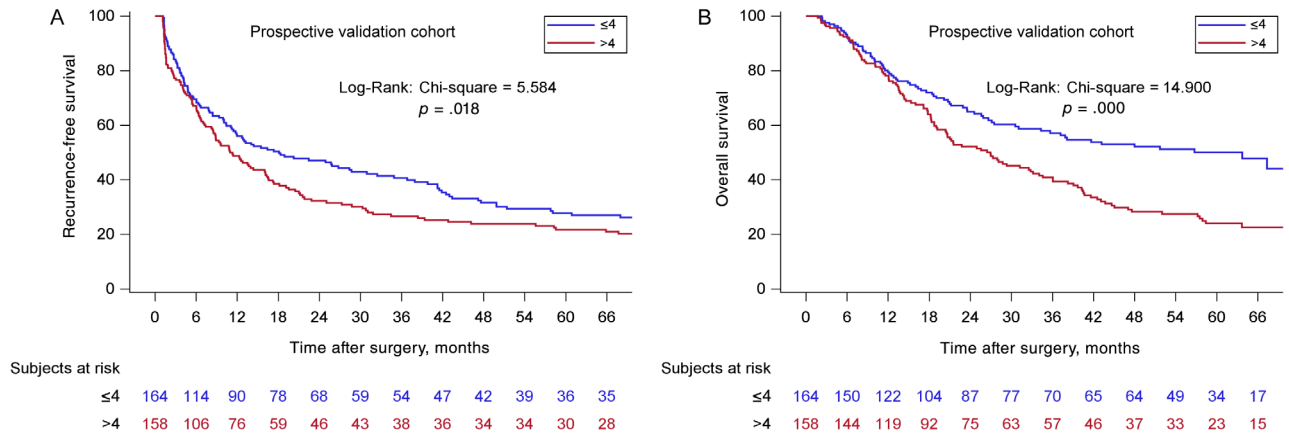 A
Prospective validation cohort
≤4
>4
Log-Rank: Chi-square = 5.584
p = .018
Recurrence-free survival
100
80
60
40
20
0
0 6 12 18 24 30 36 42 48 54 60 66
Time after surgery, months
Subjects at risk
≤4 164 114 90 78 68 59 54 47 42 39 36 35
>4 158 106 76 59 46 43 38 36 34 34 30 28
B
Prospective validation cohort
≤4
>4
Log-Rank: Chi-square = 14.900
p = .000
Overall survival
100
80
60
40
20
0
0 6 12 18 24 30 36 42 48 54 60 66
Time after surgery, months
Subjects at risk
≤4 164 150 122 104 87 77 70 65 64 49 34 17
>4 158 144 119 92 75 63 57 46 37 33 23 15